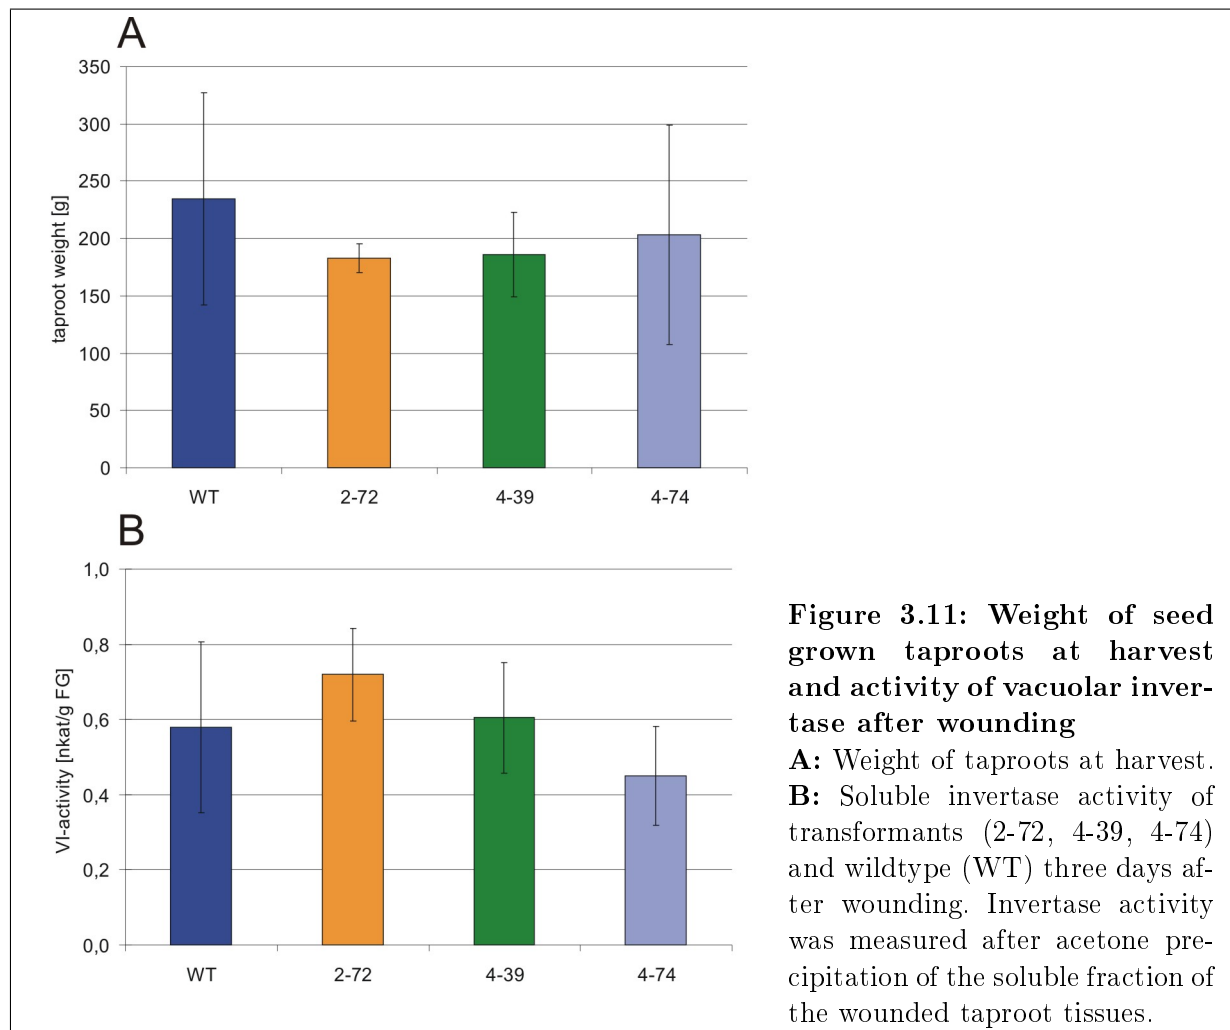 A
350
300
250
200
150
100
50
0
taproot weight [g]
WT 2-72 4-39 4-74
B
1,0
0,8
0,6
0,4
0,2
0,0
VI-activity [nkat/g FG]
WT 2-72 4-39 4-74
Figure 3.11: Weight of seed
grown taproots at harvest
and activity of vacuolar inver-
tase after wounding
A: Weight of taproots at harvest.
B: Soluble invertase activity of
transformants (2-72, 4-39, 4-74)
and wildtype (WT) three days af-
ter wounding. Invertase activity
was measured after acetone pre-
cipitation of the soluble fraction of
the wounded taproot tissues.